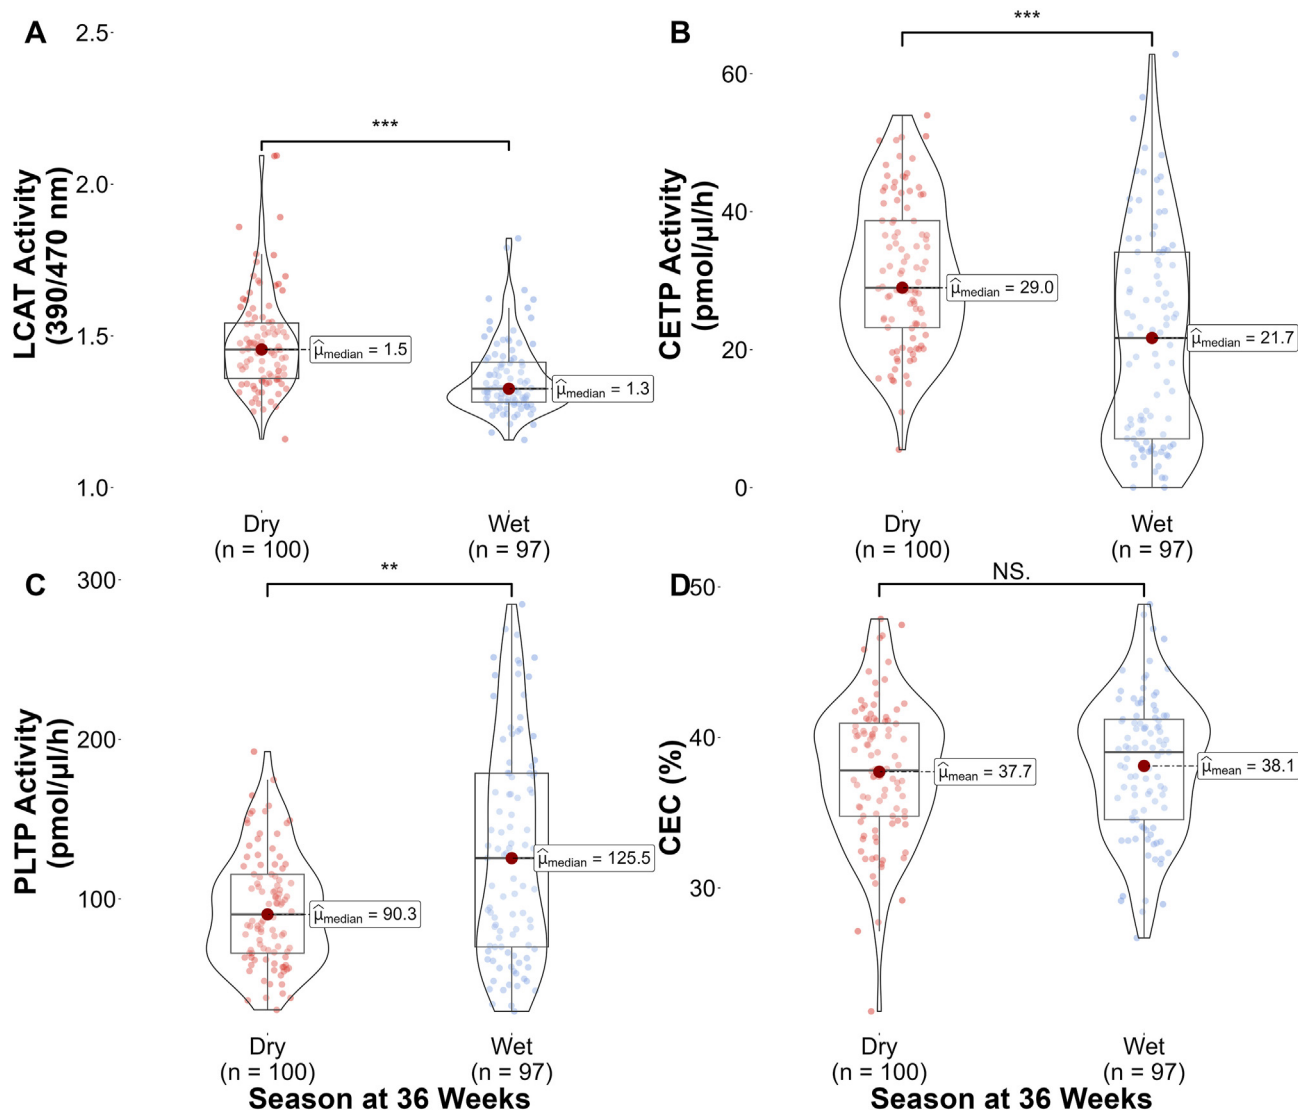 A
2.5
2.0
1.5
1.0
LCAT Activity
(390/470 nm)
***
μ̂median = 1.5
μ̂median = 1.3
Dry
(n = 100)
Wet
(n = 97)
B
60
40
20
0
CETP Activity
(pmol/µl/h)
***
μ̂median = 29.0
μ̂median = 21.7
Dry
(n = 100)
Wet
(n = 97)
C
300
200
100
PLTP Activity
(pmol/µl/h)
**
μ̂median = 90.3
μ̂median = 125.5
Dry
(n = 100)
Wet
(n = 97)
Season at 36 Weeks
D
50
40
30
CEC (%)
NS.
μ̂mean = 37.7
μ̂mean = 38.1
Dry
(n = 100)
Wet
(n = 97)
Season at 36 Weeks